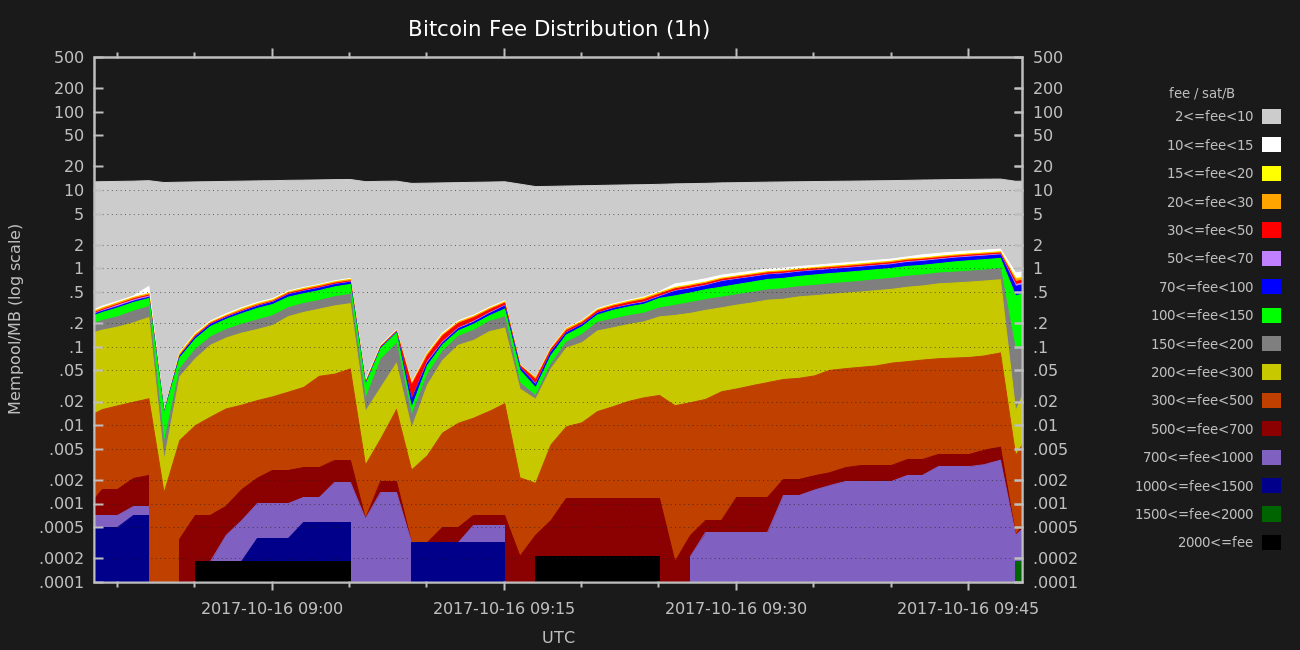 Bitcoin Fee Distribution (1h)
500 500
200 200
100 100
50 50
20 20
10 10
5 5
2 2
1 1
.5 .5
.2 .2
.1 .1
.05 .05
.02 .02
.01 .01
.005 .005
.002 .002
.001 .001
.0005 .0005
.0002 .0002
.0001 .0001
Mempool/MB (log scale)
2017-10-16 09:00 2017-10-16 09:15 2017-10-16 09:30 2017-10-16 09:45
UTC
fee / sat/B
2<=fee<10
10<=fee<15
15<=fee<20
20<=fee<30
30<=fee<50
50<=fee<70
70<=fee<100
100<=fee<150
150<=fee<200
200<=fee<300
300<=fee<500
500<=fee<700
700<=fee<1000
1000<=fee<1500
1500<=fee<2000
2000<=fee